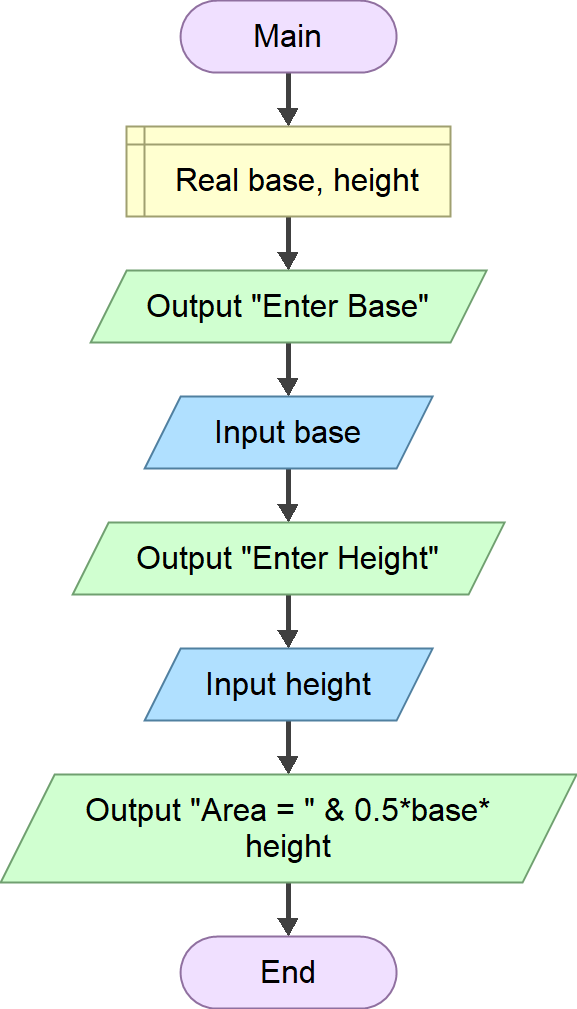 Main
Real base, height
Output "Enter Base"
Input base
Output "Enter Height"
Input height
Output "Area = " & 0.5*base*
height
End